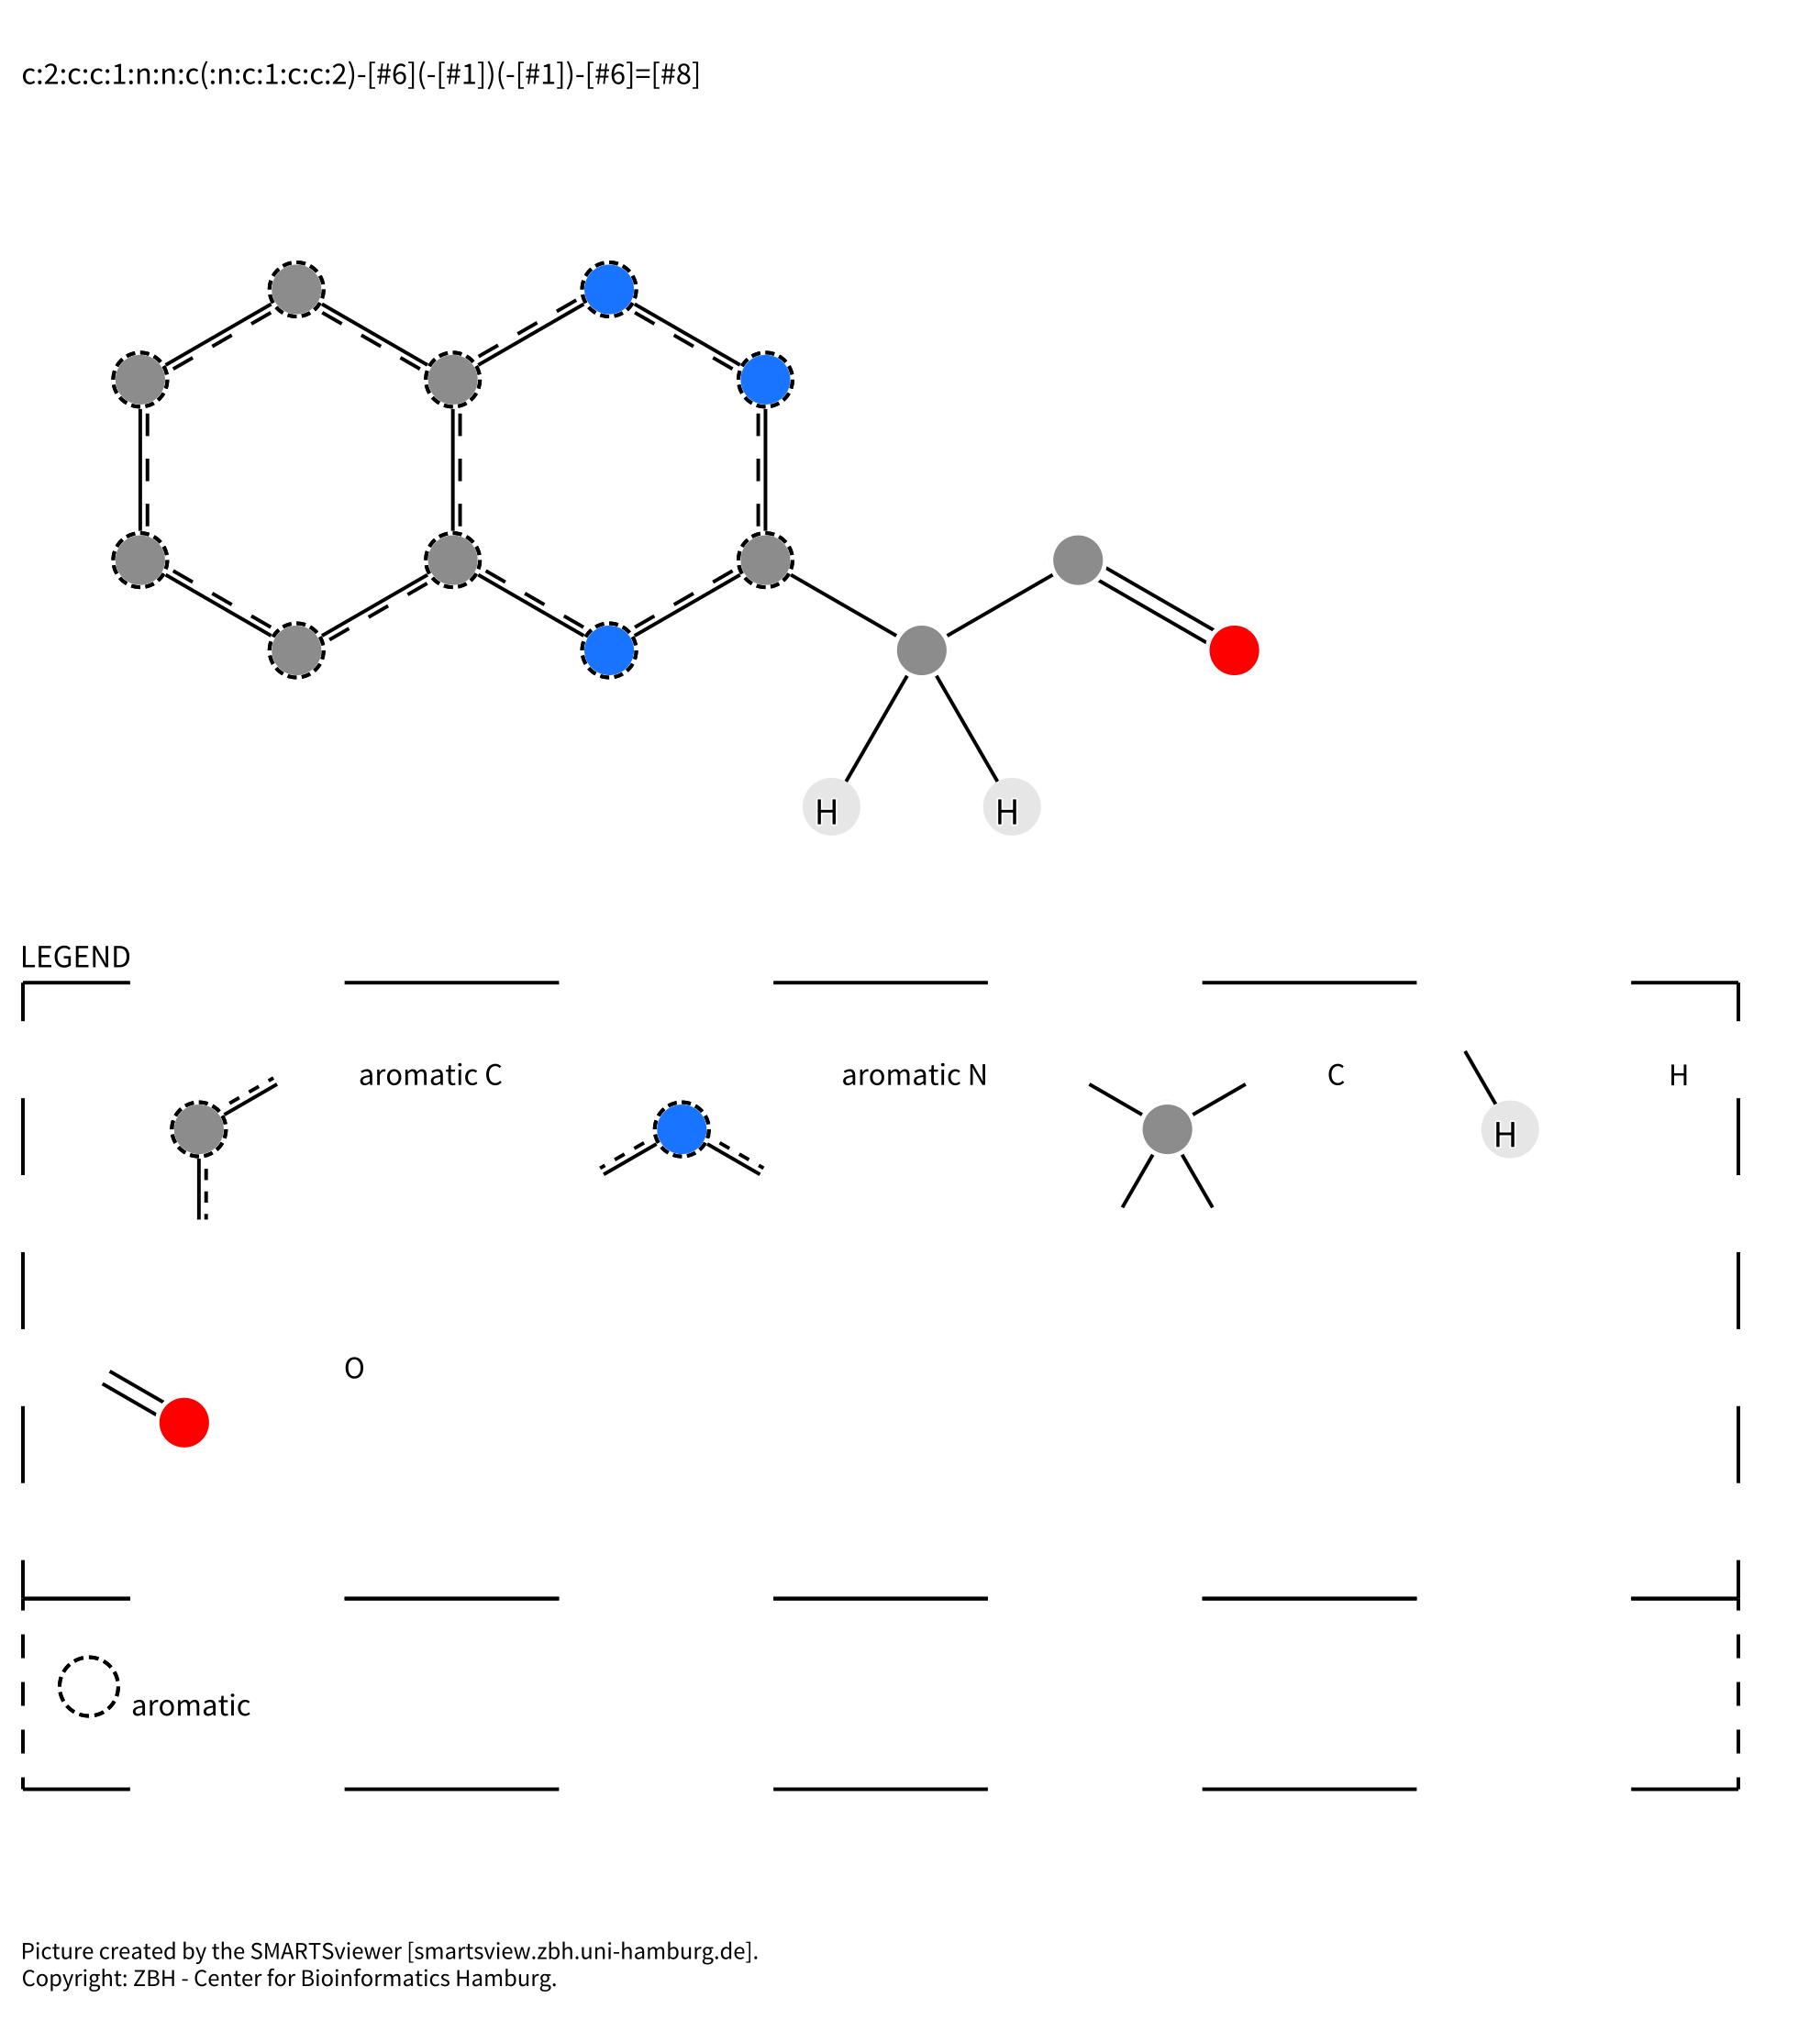 c:2:c:c:1:n:n:c(:n:c:1:c:c:2)-[#6](-[#1])(-[#1])-[#6]=[#8]
H H
LEGEND
aromatic C aromatic N C H H
O
aromatic
Picture created by the SMARTSviewer [smartsview.zbh.uni-hamburg.de].
Copyright: ZBH - Center for Bioinformatics Hamburg.